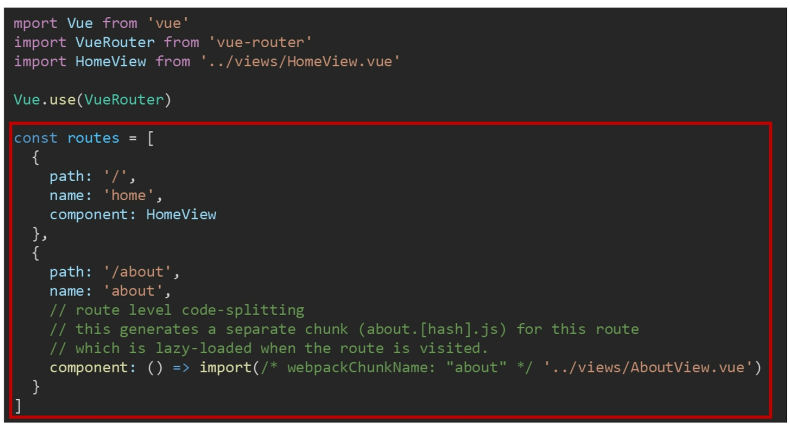 mport Vue from 'vue'
import VueRouter from 'vue-router'
import HomeView from '../views/HomeView.vue'
Vue.use(VueRouter)
const routes = [
  {
    path: '/',
    name: 'home',
    component: HomeView
  },
  {
    path: '/about',
    name: 'about',
    // route level code-splitting
    // this generates a separate chunk (about.[hash].js) for this route
    // which is lazy-loaded when the route is visited.
    component: () => import(/* webpackChunkName: "about" */ '../views/AboutView.vue')
  }
]